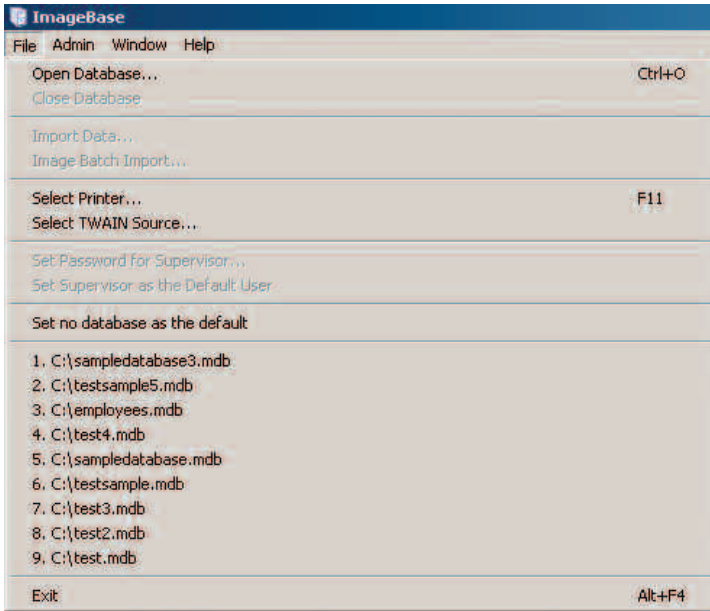 ImageBase
File Admin Window Help
Open Database... Ctrl+O
Close Database
Import Data...
Image Batch Import...
Select Printer... F11
Select TWAIN Source...
Set Password for Supervisor...
Set Supervisor as the Default User
Set no database as the default
1. C:\sampledatabase3.mdb
2. C:\testsample5.mdb
3. C:\employees.mdb
4. C:\test4.mdb
5. C:\sampledatabase.mdb
6. C:\testsample.mdb
7. C:\test3.mdb
8. C:\test2.mdb
9. C:\test.mdb
Exit Alt+F4